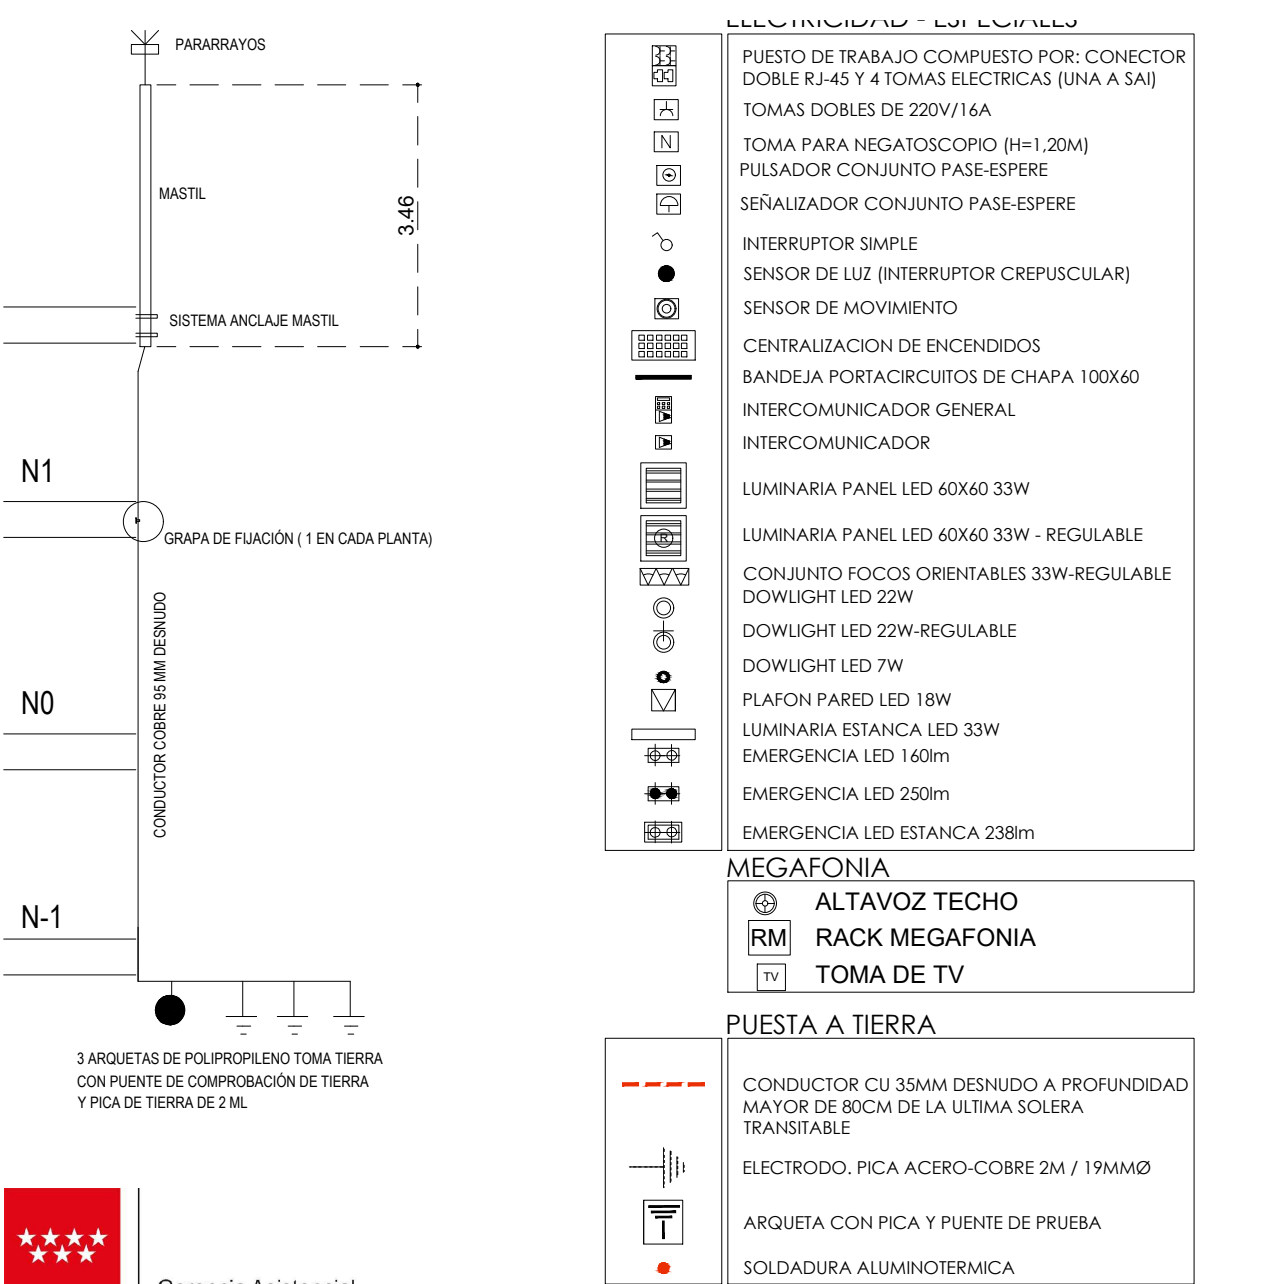 PARARRAYOS
MASTIL
3.46
SISTEMA ANCLAJE MASTIL
N1
GRAPA DE FIJACIÓN ( 1 EN CADA PLANTA)
CONDUCTOR COBRE 95 MM DESNUDO
N0
N-1
3 ARQUETAS DE POLIPROPILENO TOMA TIERRA
CON PUENTE DE COMPROBACIÓN DE TIERRA
Y PICA DE TIERRA DE 2 ML
Gerencia Asistencial
ELECTRICIDAD - ESPECIALES
PUESTO DE TRABAJO COMPUESTO POR: CONECTOR
DOBLE RJ-45 Y 4 TOMAS ELECTRICAS (UNA A SAI)
TOMAS DOBLES DE 220V/16A
N TOMA PARA NEGATOSCOPIO (H=1,20M)
PULSADOR CONJUNTO PASE-ESPERE
SEÑALIZADOR CONJUNTO PASE-ESPERE
INTERRUPTOR SIMPLE
SENSOR DE LUZ (INTERRUPTOR CREPUSCULAR)
SENSOR DE MOVIMIENTO
CENTRALIZACION DE ENCENDIDOS
BANDEJA PORTACIRCUITOS DE CHAPA 100X60
INTERCOMUNICADOR GENERAL
INTERCOMUNICADOR
LUMINARIA PANEL LED 60X60 33W
R LUMINARIA PANEL LED 60X60 33W - REGULABLE
CONJUNTO FOCOS ORIENTABLES 33W-REGULABLE
DOWLIGHT LED 22W
DOWLIGHT LED 22W-REGULABLE
DOWLIGHT LED 7W
PLAFON PARED LED 18W
LUMINARIA ESTANCA LED 33W
EMERGENCIA LED 160lm
EMERGENCIA LED 250lm
EMERGENCIA LED ESTANCA 238lm
MEGAFONIA
ALTAVOZ TECHO
RM RACK MEGAFONIA
TV TOMA DE TV
PUESTA A TIERRA
CONDUCTOR CU 35MM DESNUDO A PROFUNDIDAD
MAYOR DE 80CM DE LA ULTIMA SOLERA
TRANSITABLE
ELECTRODO. PICA ACERO-COBRE 2M / 19MMØ
ARQUETA CON PICA Y PUENTE DE PRUEBA
SOLDADURA ALUMINOTERMICA